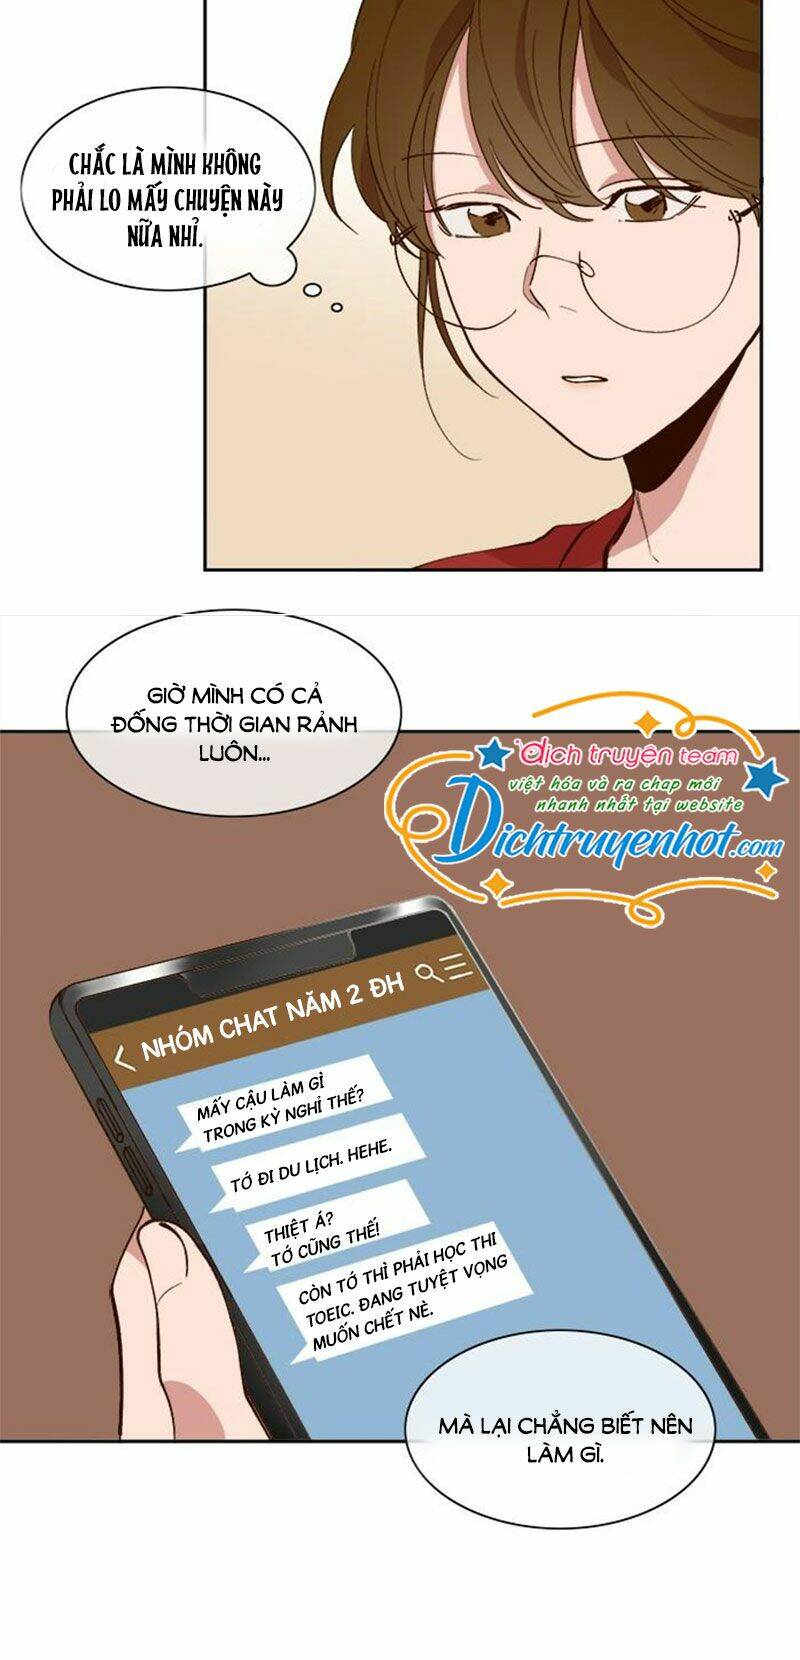 CHẮC LÀ MÌNH KHÔNG
PHẢI LO MẤY CHUYỆN NÀY
NỮA NHỈ.
GIỜ MÌNH CÓ CẢ
ĐỐNG THỜI GIAN RẢNH
LUÔN...
dịch truyện team
việt hóa và ra chap mới
nhanh nhất tại website
Dichtruyenhot.com
NHÓM CHAT NĂM 2 ĐH
MẤY CẬU LÀM GÌ
TRONG KỲ NGHỈ THẾ?
TỚ ĐI DU LỊCH. HEHE.
THIỆT Á?
TỚ CŨNG THẾ!
CÒN TỚ THÌ PHẢI HỌC THI
TOEIC. ĐANG TUYỆT VỌNG
MUỐN CHẾT NÈ.
MÀ LẠI CHẲNG BIẾT NÊN
LÀM GÌ.